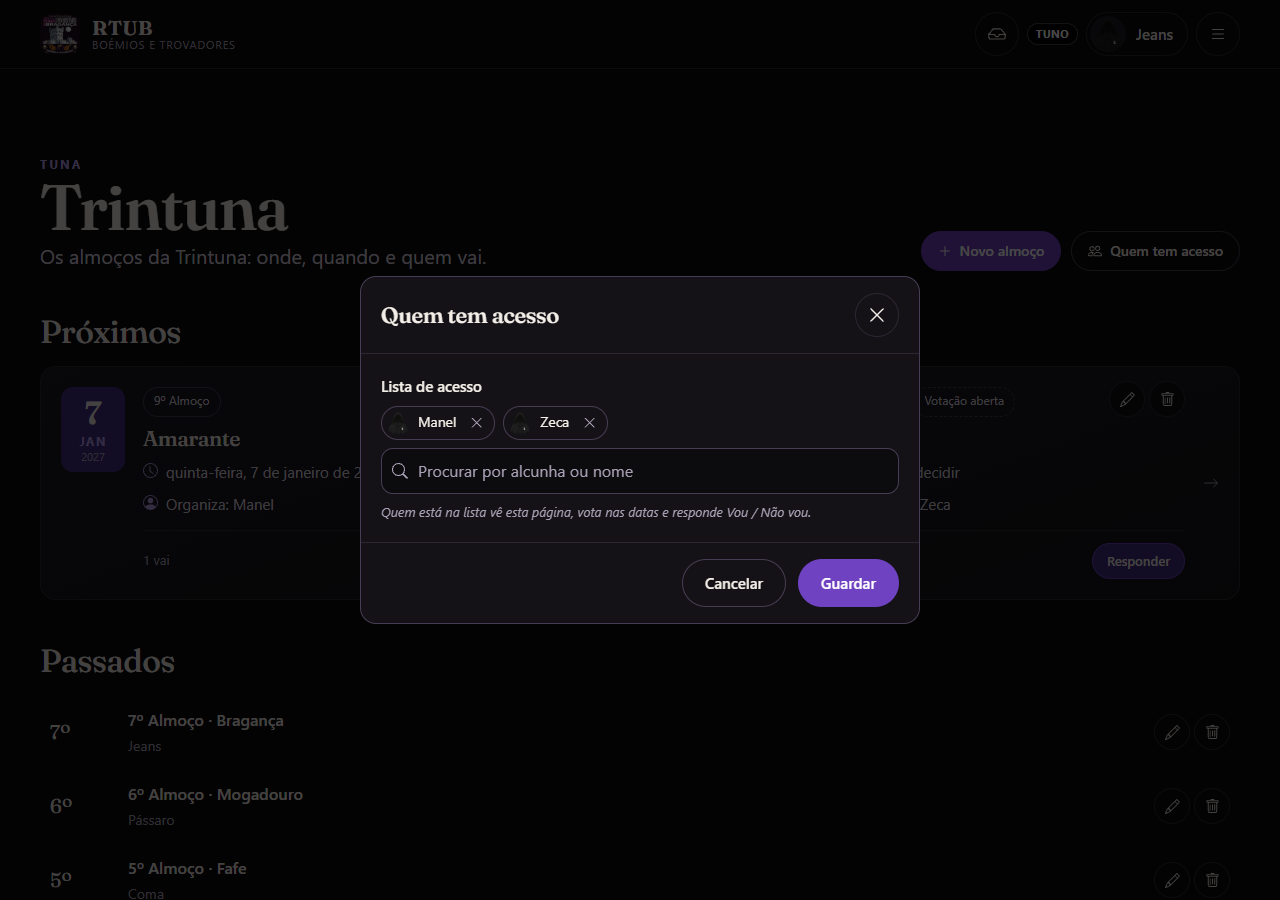 RTUB
BOÉMIOS E TROVADORES
TUNO
Jeans
TUNA
Trintuna
Os almoços da Trintuna: onde, quando e quem vai.
+ Novo almoço
Quem tem acesso
Próximos
7
JAN
2027
9º Almoço
Amarante
quinta-feira, 7 de janeiro de
Organiza: Manel
1 vai
Votação aberta
Zeca
Responder
Quem tem acesso
Lista de acesso
Manel
Zeca
Procurar por alcunha ou nome
Quem está na lista vê esta página, vota nas datas e responde Vou / Não vou.
Cancelar
Guardar
Passados
7º
7º Almoço · Bragança
Jeans
6º
6º Almoço · Mogadouro
Pássaro
5º
5º Almoço · Fafe
Coma